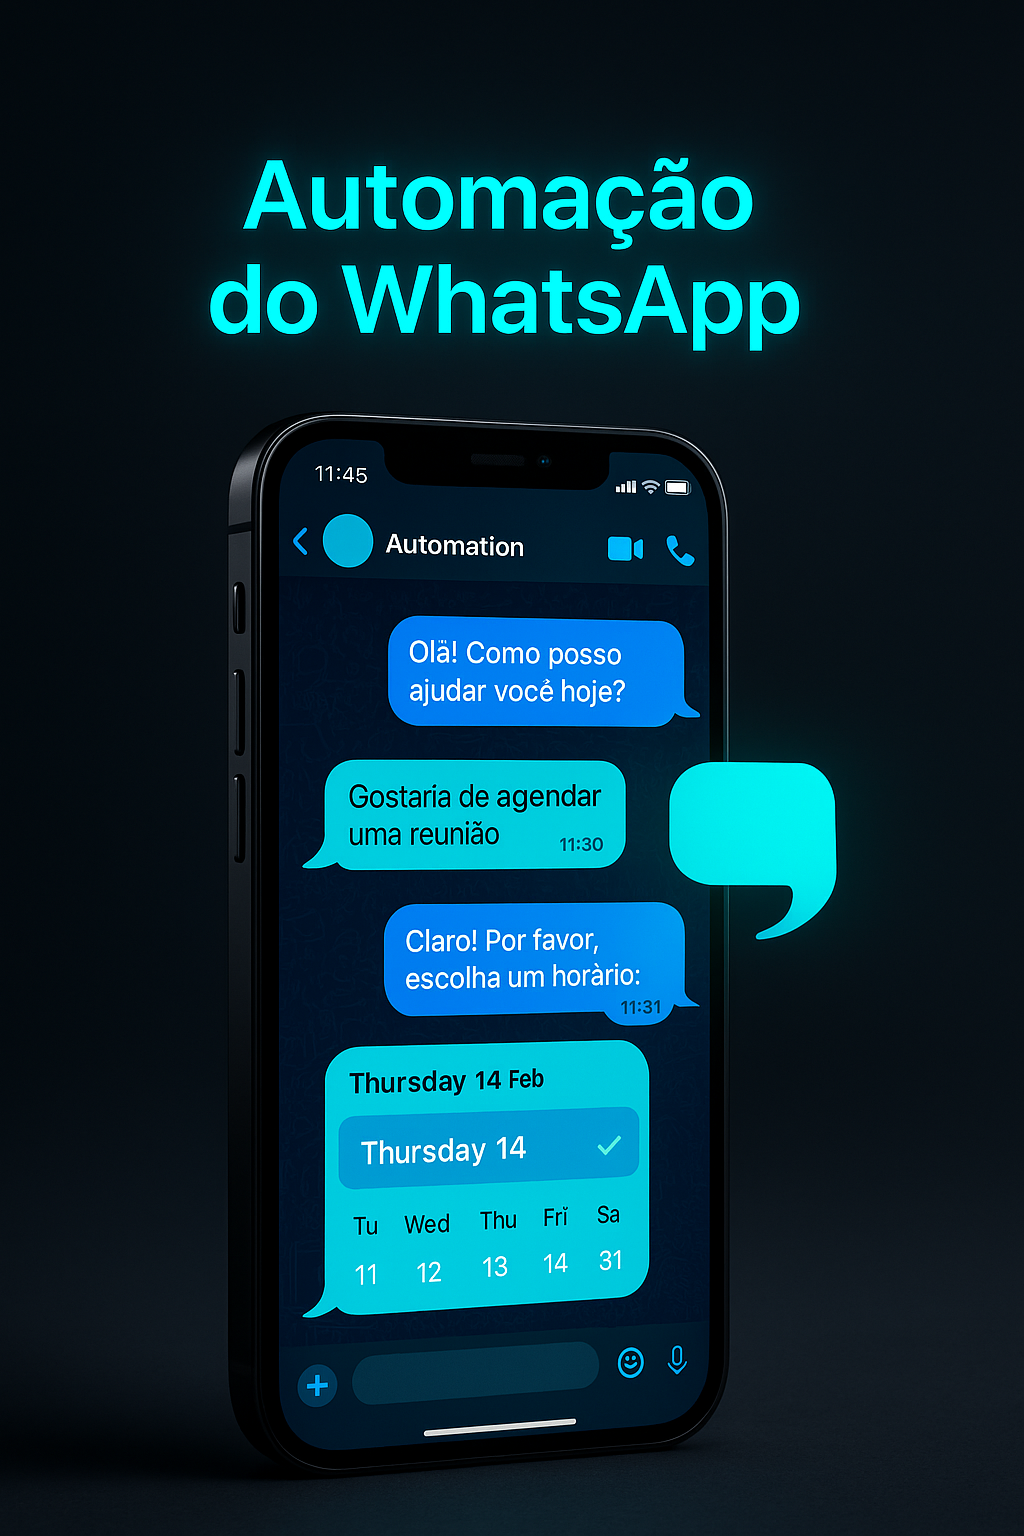 Automação
do WhatsApp
11:45
Automation
Olä! Como posso
ajudar você hoje?
Gostaria de agendar
uma reunião
11:30
Claro! Por favor,
escolha um horàrio:
11:31
Thursday 14 Feb
Thursday 14
Tu Wed Thu Frĭ Sa
11 12 13 14 31